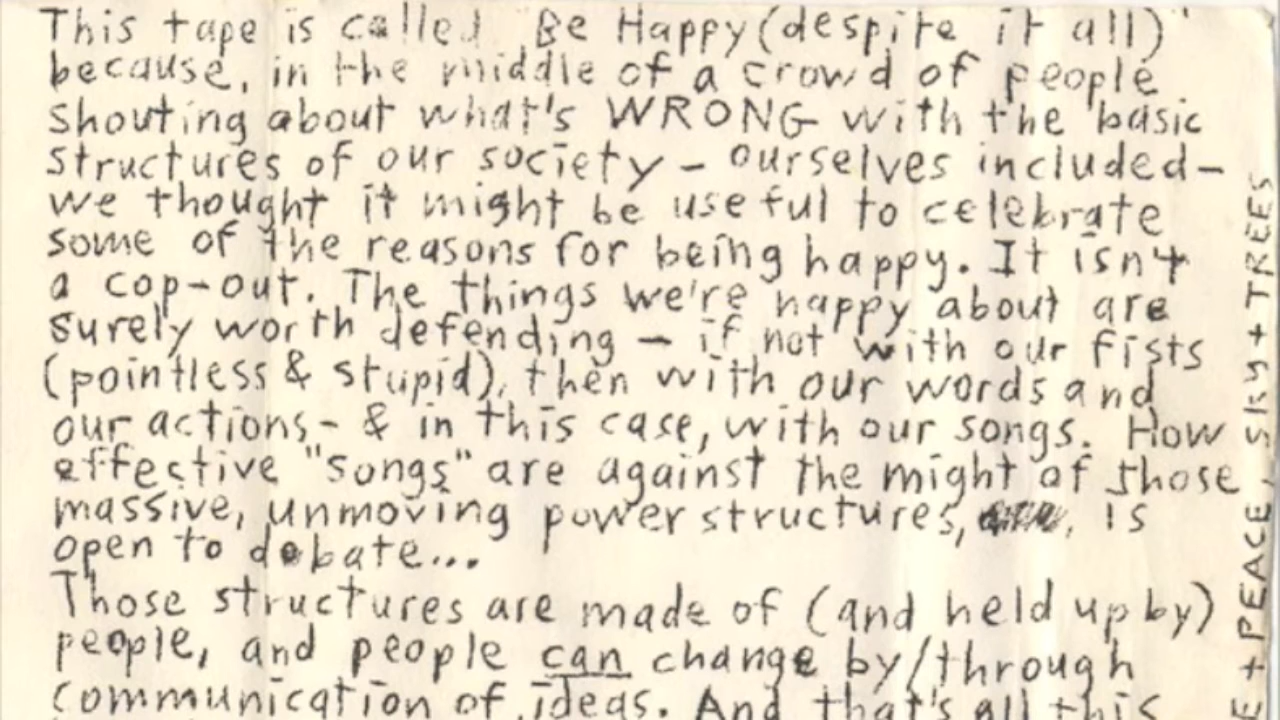 This tape is called "Be Happy (despite it all)"
because, in the middle of a crowd of people
shouting about what's WRONG with the basic
structures of our society - ourselves included -
we thought it might be useful to celebrate
some of the reasons for being happy. It isn't
a cop-out. The things we're happy about are
surely worth defending - if not with our fists
(pointless & stupid), then with our words and
our actions - & in this case, with our songs. How
effective "songs" are against the might of those
massive, unmoving power structures, is
open to debate...
Those structures are made of (and held up by)
people, and people can change by/through
communication of ideas. And that's all this
+ PEACE, SKY + TREES